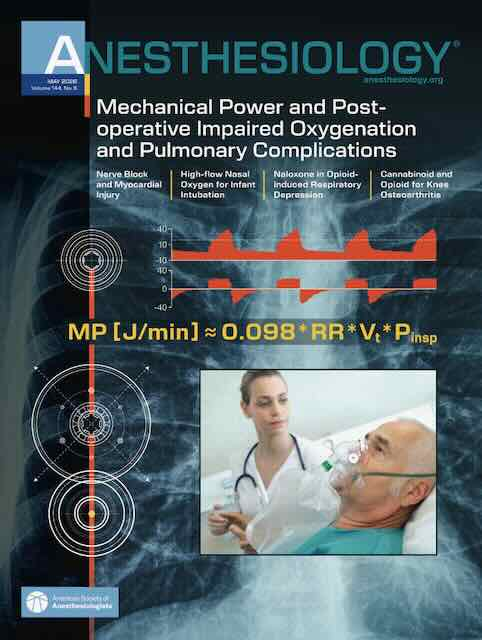 ANESTHESIOLOGY®
MAY 2026
Volume 144, No. 5
anesthesiology.org
Mechanical Power and Post-
operative Impaired Oxygenation
and Pulmonary Complications
Nerve Block
and Myocardial
Injury
High-flow Nasal
Oxygen for Infant
Intubation
Naloxone in Opioid-
induced Respiratory
Depression
Cannabinoid and
Opioid for Knee
Osteoarthritis
40
10
-10
40
0
-40
MP [J/min] ≈ 0.098*RR*Vt*Pinsp
American Society of
Anesthesiologists